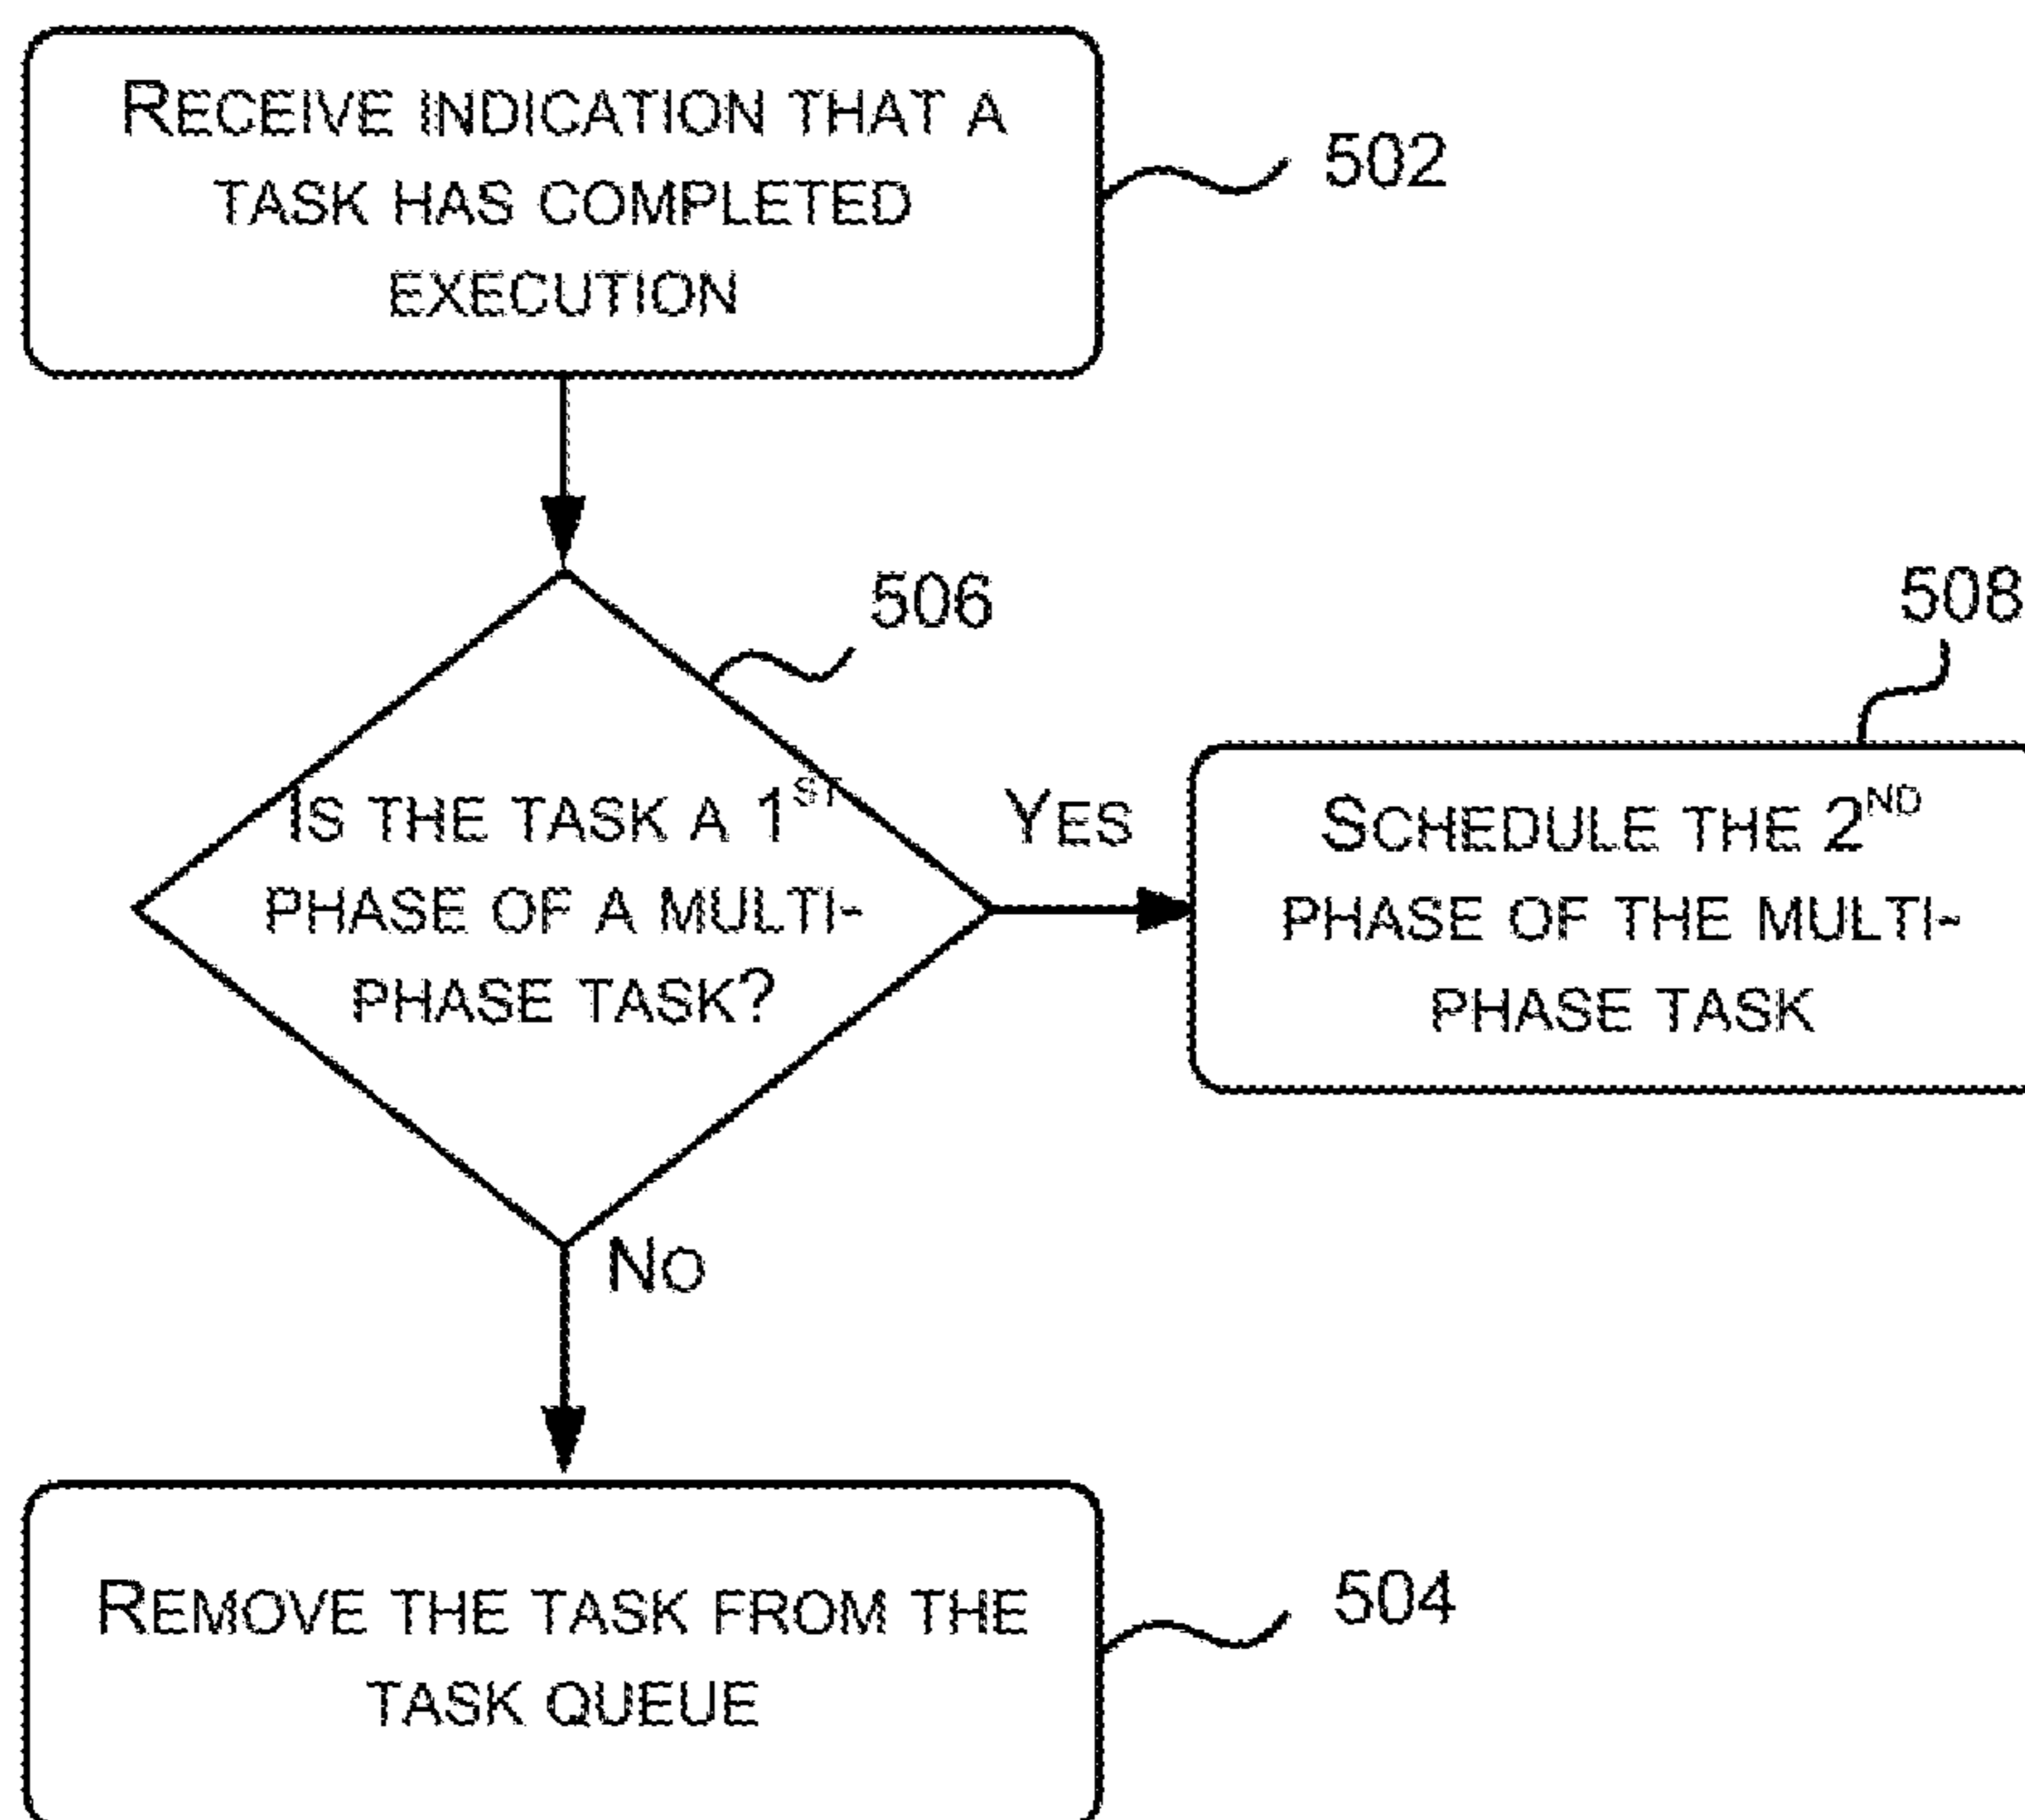 RECEIVE INDICATION THAT A
TASK HAS COMPLETED
EXECUTION
502
506
508
IS THE TASK A 1ST
PHASE OF A MULTI-
PHASE TASK?
YES
SCHEDULE THE 2ND
PHASE OF THE MULTI-
PHASE TASK
NO
REMOVE THE TASK FROM THE
TASK QUEUE
504